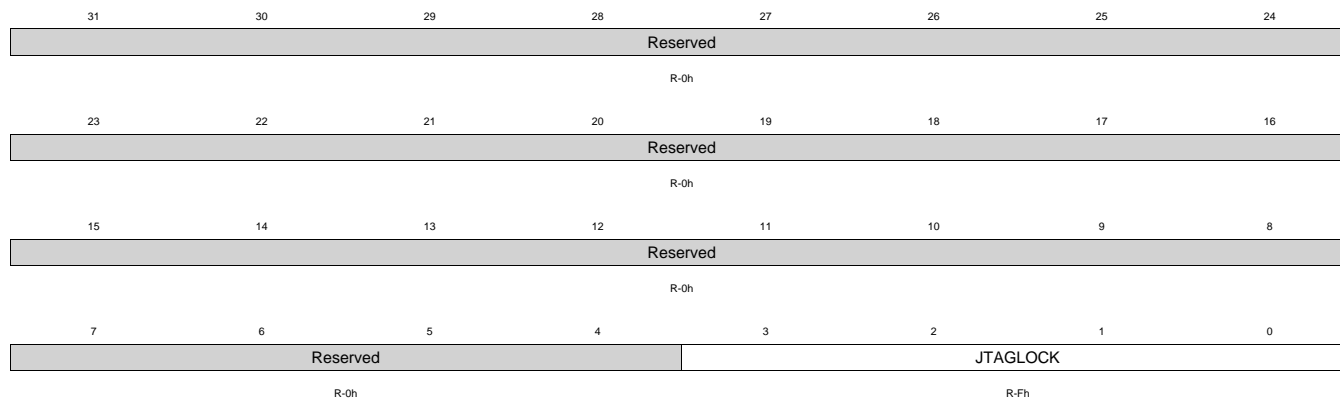 31 30 29 28 27 26 25 24
Reserved
R-0h
23 22 21 20 19 18 17 16
Reserved
R-0h
15 14 13 12 11 10 9 8
Reserved
R-0h
7 6 5 4 3 2 1 0
Reserved JTAGLOCK
R-0h R-Fh